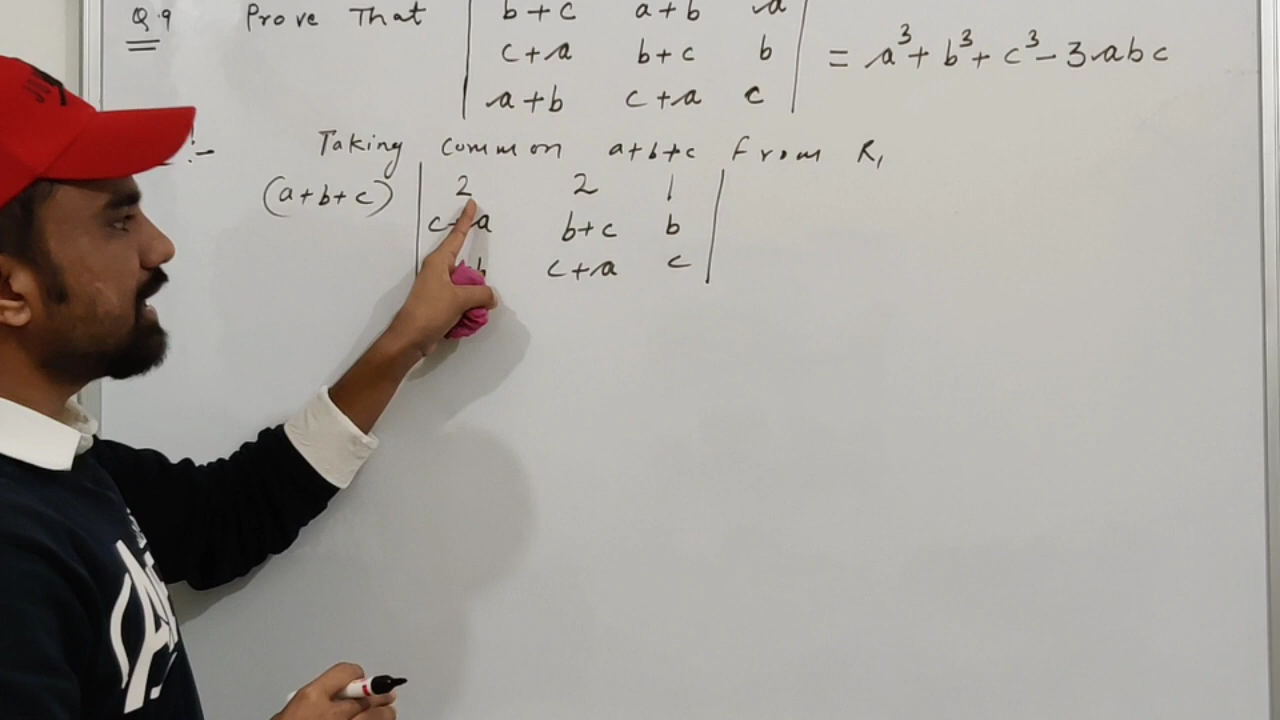 Q.9 Prove That | b+c a+b a |
| c+a b+c b | = a³+b³+c³-3abc
| a+b c+a c |
:- Taking common a+b+c from R₁
(a+b+c) | 2 2 1 |
| c+a b+c b |
| b c+a c |